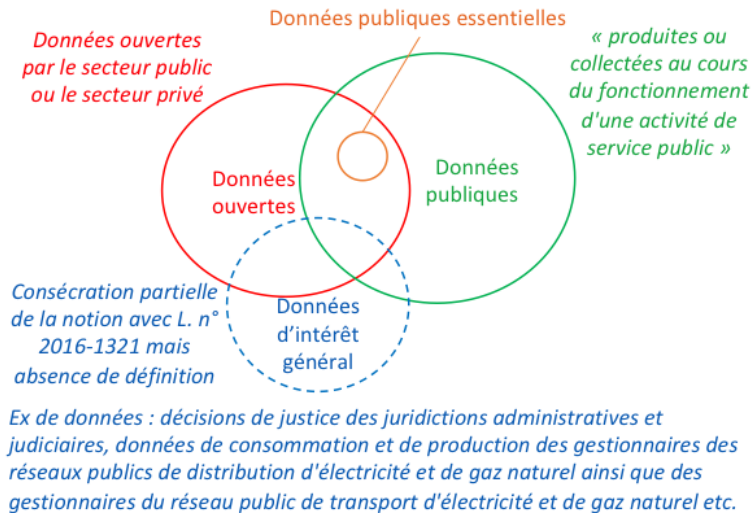 Données publiques essentielles
Données ouvertes
par le secteur public
ou le secteur privé
« produites ou
collectées au cours
du fonctionnement
d'une activité de
service public »
Données
ouvertes
Données
publiques
Consécration partielle
de la notion avec L. n°
2016-1321 mais
absence de définition
Données
d'intérêt
général
Ex de données : décisions de justice des juridictions administratives et
judiciaires, données de consommation et de production des gestionnaires des
réseaux publics de distribution d'électricité et de gaz naturel ainsi que des
gestionnaires du réseau public de transport d'électricité et de gaz naturel etc.